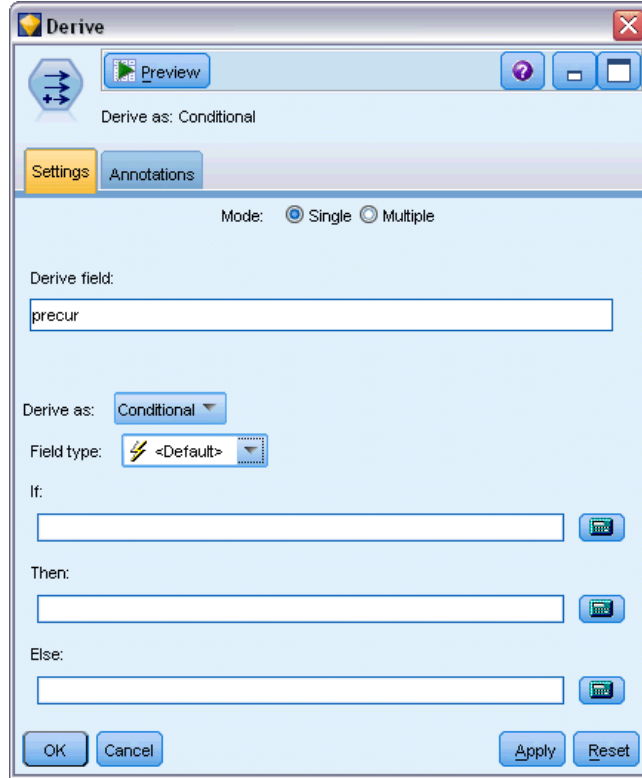 Derive
Preview
?
Derive as: Conditional
Settings Annotations
Mode: Single Multiple
Derive field:
precur
Derive as: Conditional
Field type: <Default>
If:
Then:
Else:
OK Cancel Apply Reset